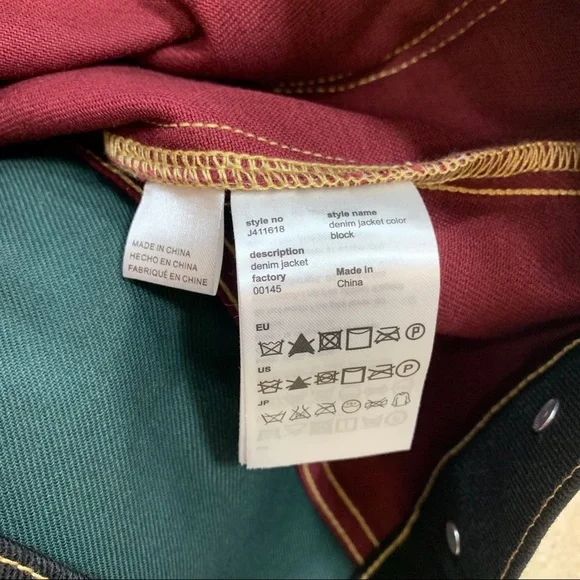 MADE IN CHINA
HECHO EN CHINA
FABRIQUÉ EN CHINE
style no
J411618
style name
denim jacket color
block
description
denim jacket
factory
00145
Made in
China
EU
P
US
P
JP